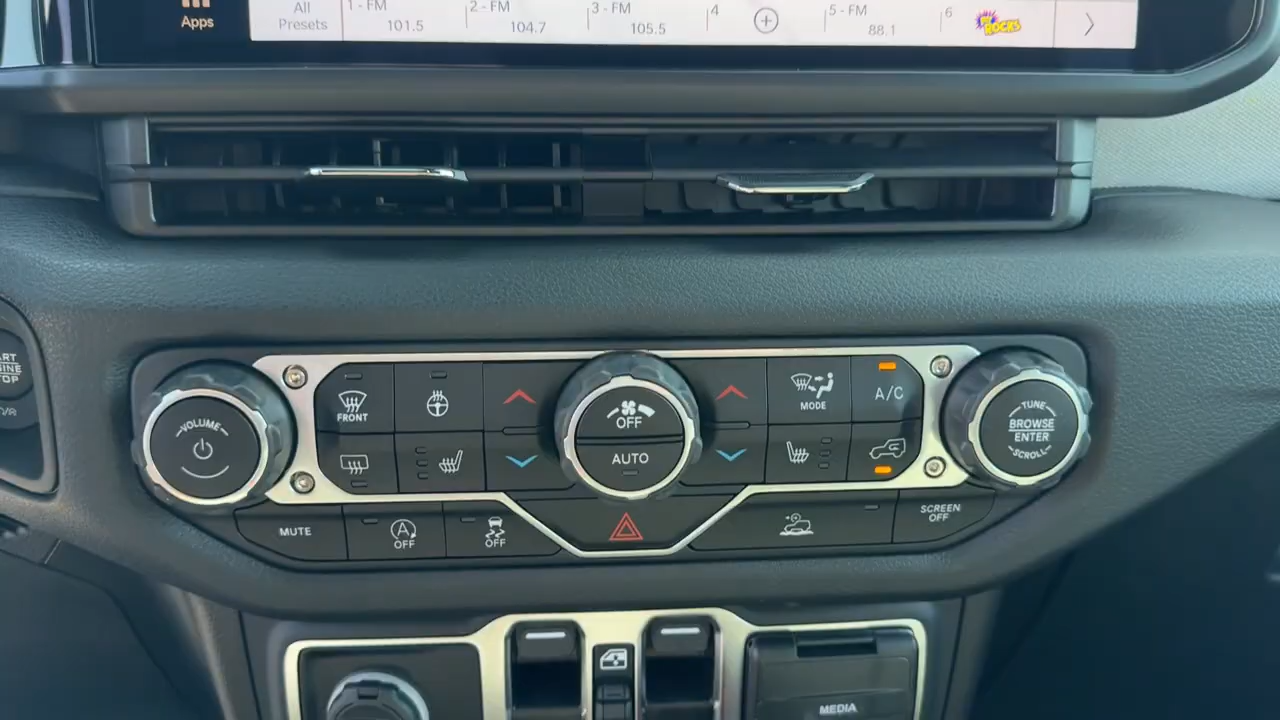 Apps
All
Presets
1 - FM
101.5
2 - FM
104.7
3 - FM
105.5
4
5 - FM
88.1
6
ROCKS
VOLUME
FRONT
OFF
AUTO
MODE
A/C
TUNE
BROWSE
ENTER
SCROLL
MUTE
A
OFF
OFF
SCREEN
OFF
MEDIA